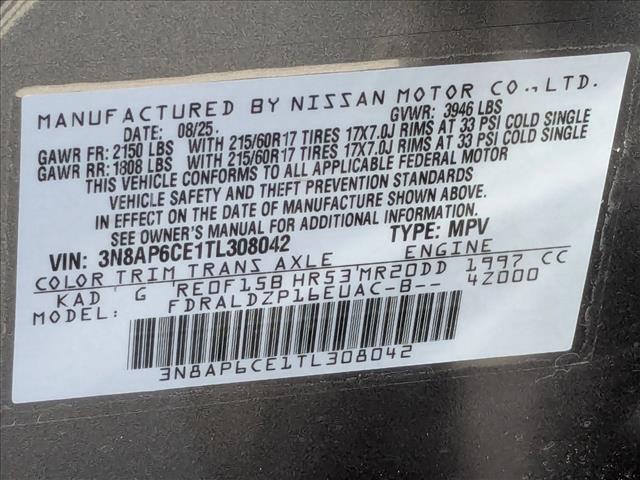 MANUFACTURED BY NISSAN MOTOR CO., LTD.
DATE: 08/25. GVWR: 3946 LBS
GAWR FR: 2150 LBS WITH 215/60R17 TIRES 17X7.0J RIMS AT 33 PSI COLD SINGLE
GAWR RR: 1808 LBS WITH 215/60R17 TIRES 17X7.0J RIMS AT 33 PSI COLD SINGLE
THIS VEHICLE CONFORMS TO ALL APPLICABLE FEDERAL MOTOR
VEHICLE SAFETY AND THEFT PREVENTION STANDARDS
IN EFFECT ON THE DATE OF MANUFACTURE SHOWN ABOVE.
SEE OWNER'S MANUAL FOR ADDITIONAL INFORMATION.
VIN: 3N8AP6CE1TL308042 TYPE: MPV
COLOR TRIM TRANS AXLE ENGINE
KAD G RE0F15B HR53 MR20DD 1997 CC
MODEL: FDRALDZP16EUAC-B-- 4Z000
3N8AP6CE1TL308042